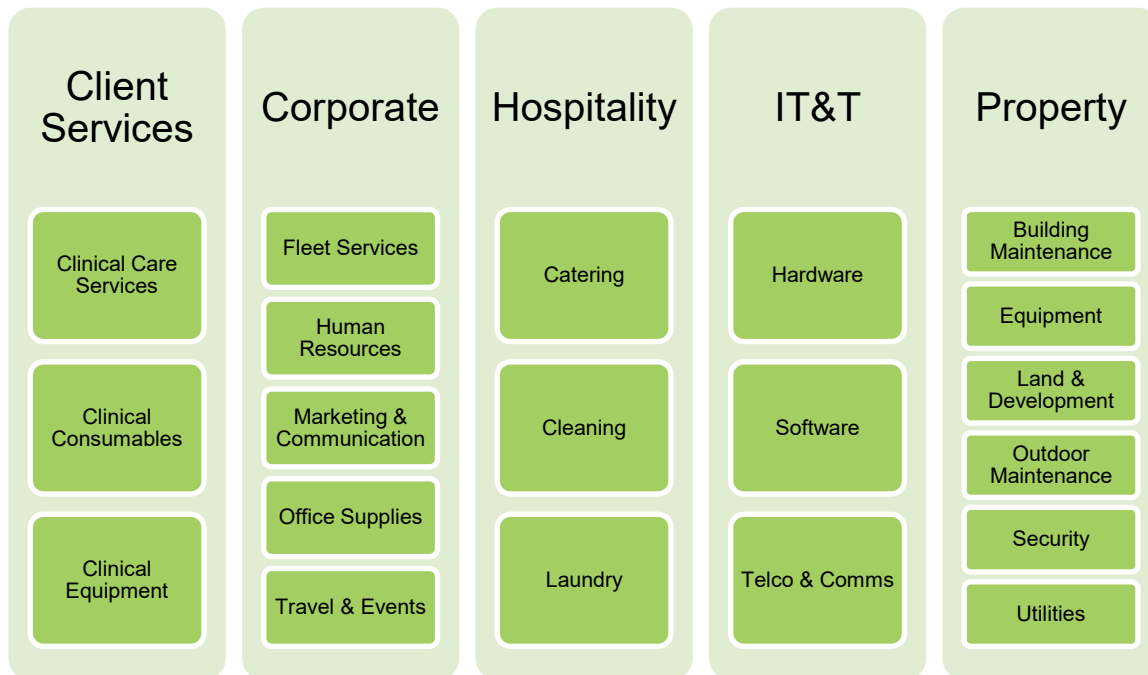 Client
Services
Clinical Care
Services
Clinical
Consumables
Clinical
Equipment
Corporate
Fleet Services
Human
Resources
Marketing &
Communication
Office Supplies
Travel & Events
Hospitality
Catering
Cleaning
Laundry
IT&T
Hardware
Software
Telco & Comms
Property
Building
Maintenance
Equipment
Land &
Development
Outdoor
Maintenance
Security
Utilities